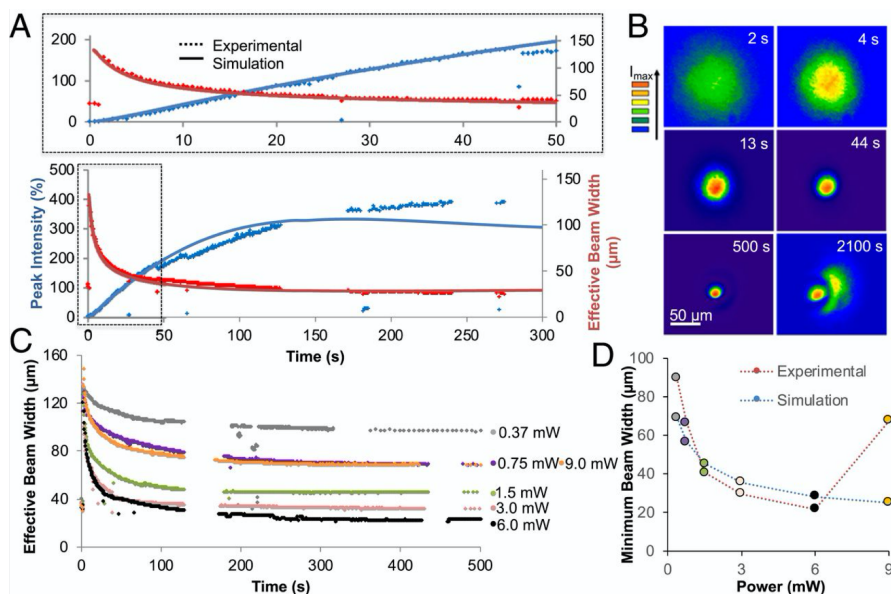 A
200
150
Experimental
Simulation
100
100
50
0
0
0
10
20
30
40
50
500
400
300
200
100
0
150
100
50
0
0
50
100
150
200
250
300
Peak Intensity (%)
Effective Beam Width
(µm)
Time (s)
B
Imax
2 s
4 s
13 s
44 s
500 s
2100 s
50 µm
C
160
120
80
40
0
0
100
200
300
400
500
Effective Beam Width (µm)
Time (s)
0.37 mW
0.75 mW
9.0 mW
1.5 mW
3.0 mW
6.0 mW
D
100
80
60
40
20
0
0
3
6
9
Minimum Beam Width (µm)
Power (mW)
Experimental
Simulation